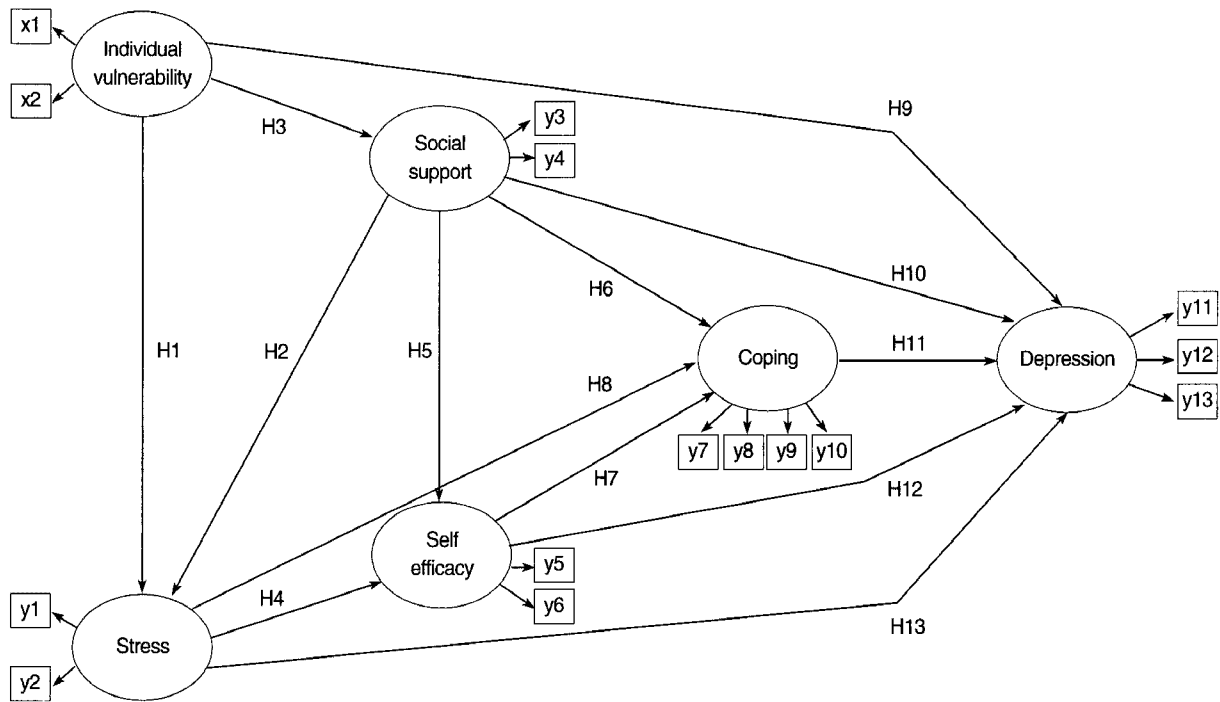 x1
Individual
vulnerability
x2
H9
H3
y3
Social
support
y4
H10
H6
y11
H1
H2
H5
H11
Coping
Depression
y12
H8
y13
y7
y8
y9
y10
H7
H12
Self
efficacy
y5
y6
H4
y1
Stress
H13
y2